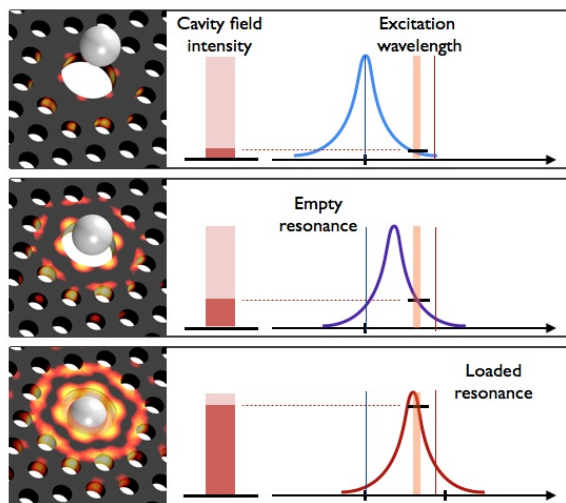 Cavity field
intensity
Excitation
wavelength
Empty
resonance
Loaded
resonance